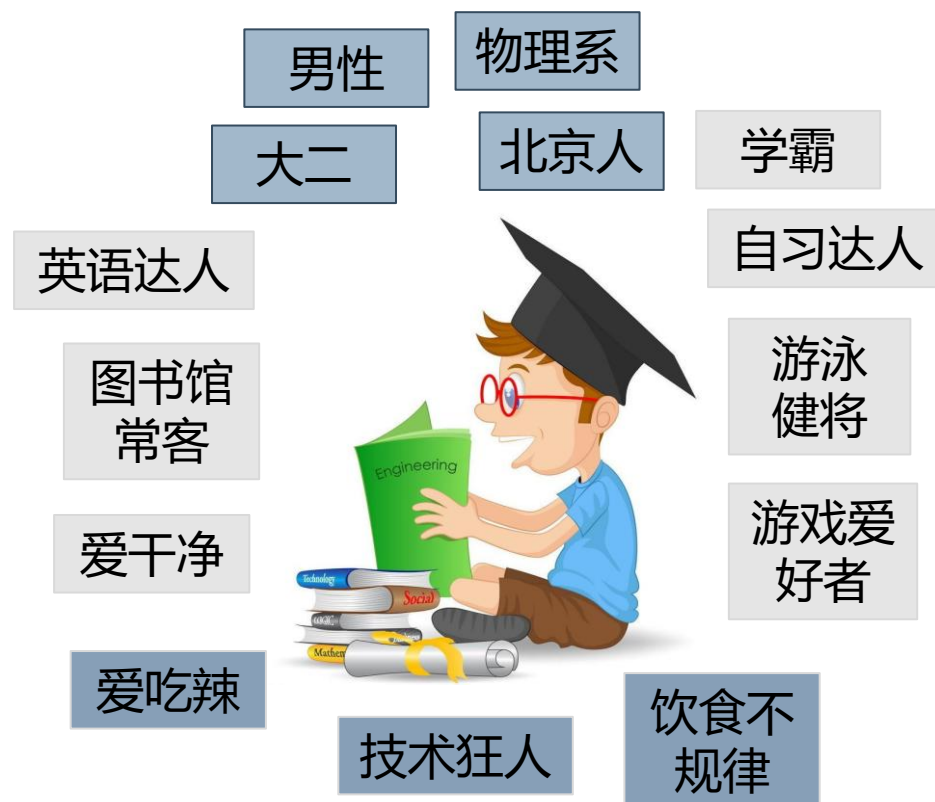 男性
物理系
大二
北京人
学霸
英语达人
自习达人
图书馆
常客
游泳
健将
Engineering
爱干净
游戏爱
好者
Technology
Social
爱吃辣
饮食不
规律
技术狂人